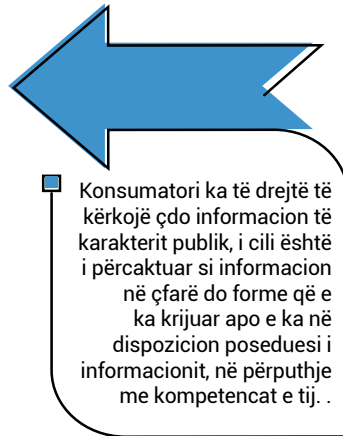 Konsumatori ka të drejtë të
kërkojë çdo informacion të
karakterit publik, i cili është
i përcaktuar si informacion
në çfarë do forme që e
ka krijuar apo e ka në
dispozicion poseduesi i
informacionit, në përputhje
me kompetencat e tij. .